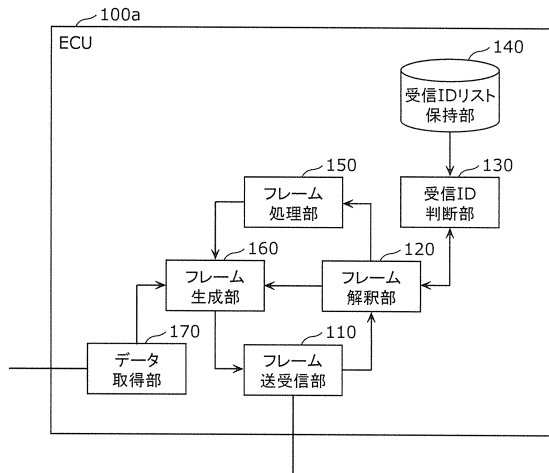 100a
ECU
140
受信IDリスト
保持部
150
フレーム
処理部
130
受信ID
判断部
160
フレーム
生成部
120
フレーム
解釈部
170
データ
取得部
110
フレーム
送受信部